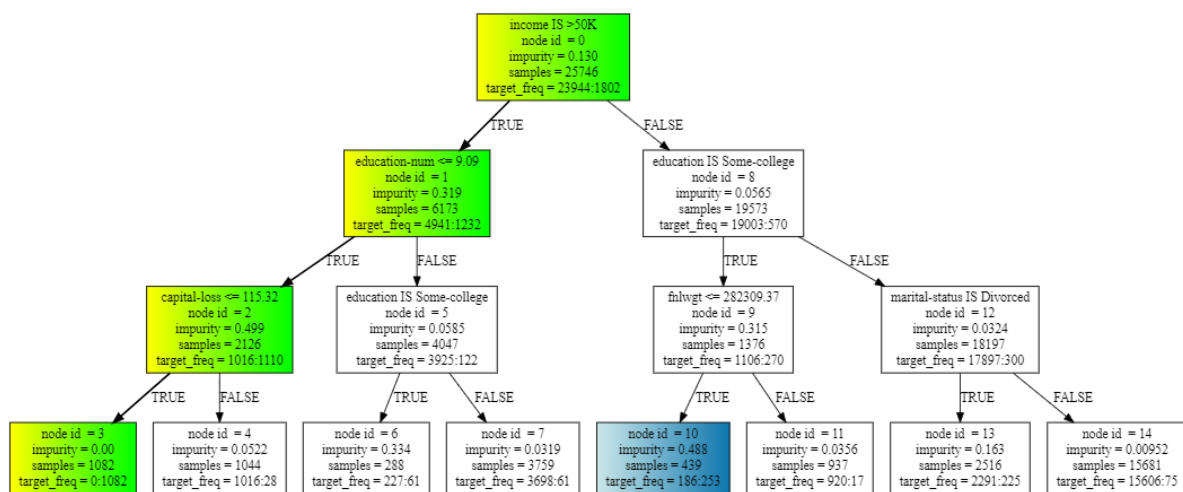 income IS >50K
node id = 0
impurity = 0.130
samples = 25746
target_freq = 23944:1802
TRUE
FALSE
education-num <= 9.09
node id = 1
impurity = 0.319
samples = 6173
target_freq = 4941:1232
education IS Some-college
node id = 8
impurity = 0.0565
samples = 19573
target_freq = 19003:570
TRUE
FALSE
TRUE
FALSE
capital-loss <= 115.32
node id = 2
impurity = 0.499
samples = 2126
target_freq = 1016:1110
education IS Some-college
node id = 5
impurity = 0.0585
samples = 4047
target_freq = 3925:122
fnlwgt <= 282309.37
node id = 9
impurity = 0.315
samples = 1376
target_freq = 1106:270
marital-status IS Divorced
node id = 12
impurity = 0.0324
samples = 18197
target_freq = 17897:300
TRUE
FALSE
TRUE
FALSE
TRUE
FALSE
TRUE
FALSE
node id = 3
impurity = 0.00
samples = 1082
target_freq = 0:1082
node id = 4
impurity = 0.0522
samples = 1044
target_freq = 1016:28
node id = 6
impurity = 0.334
samples = 288
target_freq = 227:61
node id = 7
impurity = 0.0319
samples = 3759
target_freq = 3698:61
node id = 10
impurity = 0.488
samples = 439
target_freq = 186:253
node id = 11
impurity = 0.0356
samples = 937
target_freq = 920:17
node id = 13
impurity = 0.163
samples = 2516
target_freq = 2291:225
node id = 14
impurity = 0.00952
samples = 15681
target_freq = 15606:75